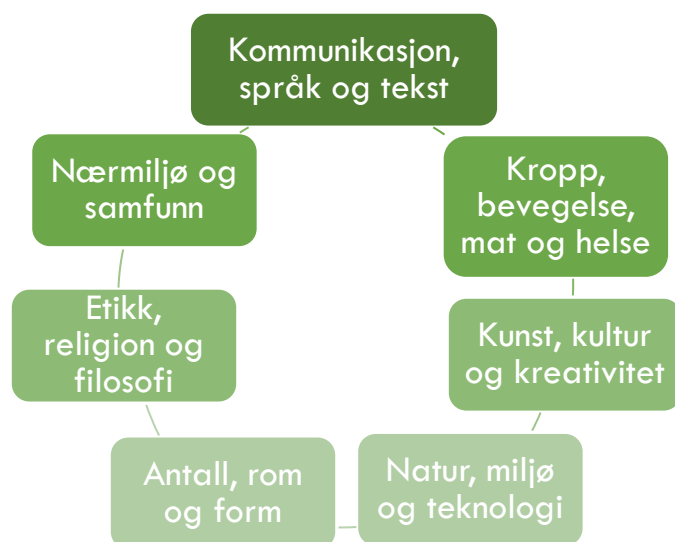 Kommunikasjon,
språk og tekst
Kropp,
bevegelse,
mat og helse
Kunst, kultur
og kreativitet
Natur, miljø
og teknologi
Antall, rom
og form
Etikk,
religion og
filosofi
Nærmiljø og
samfunn